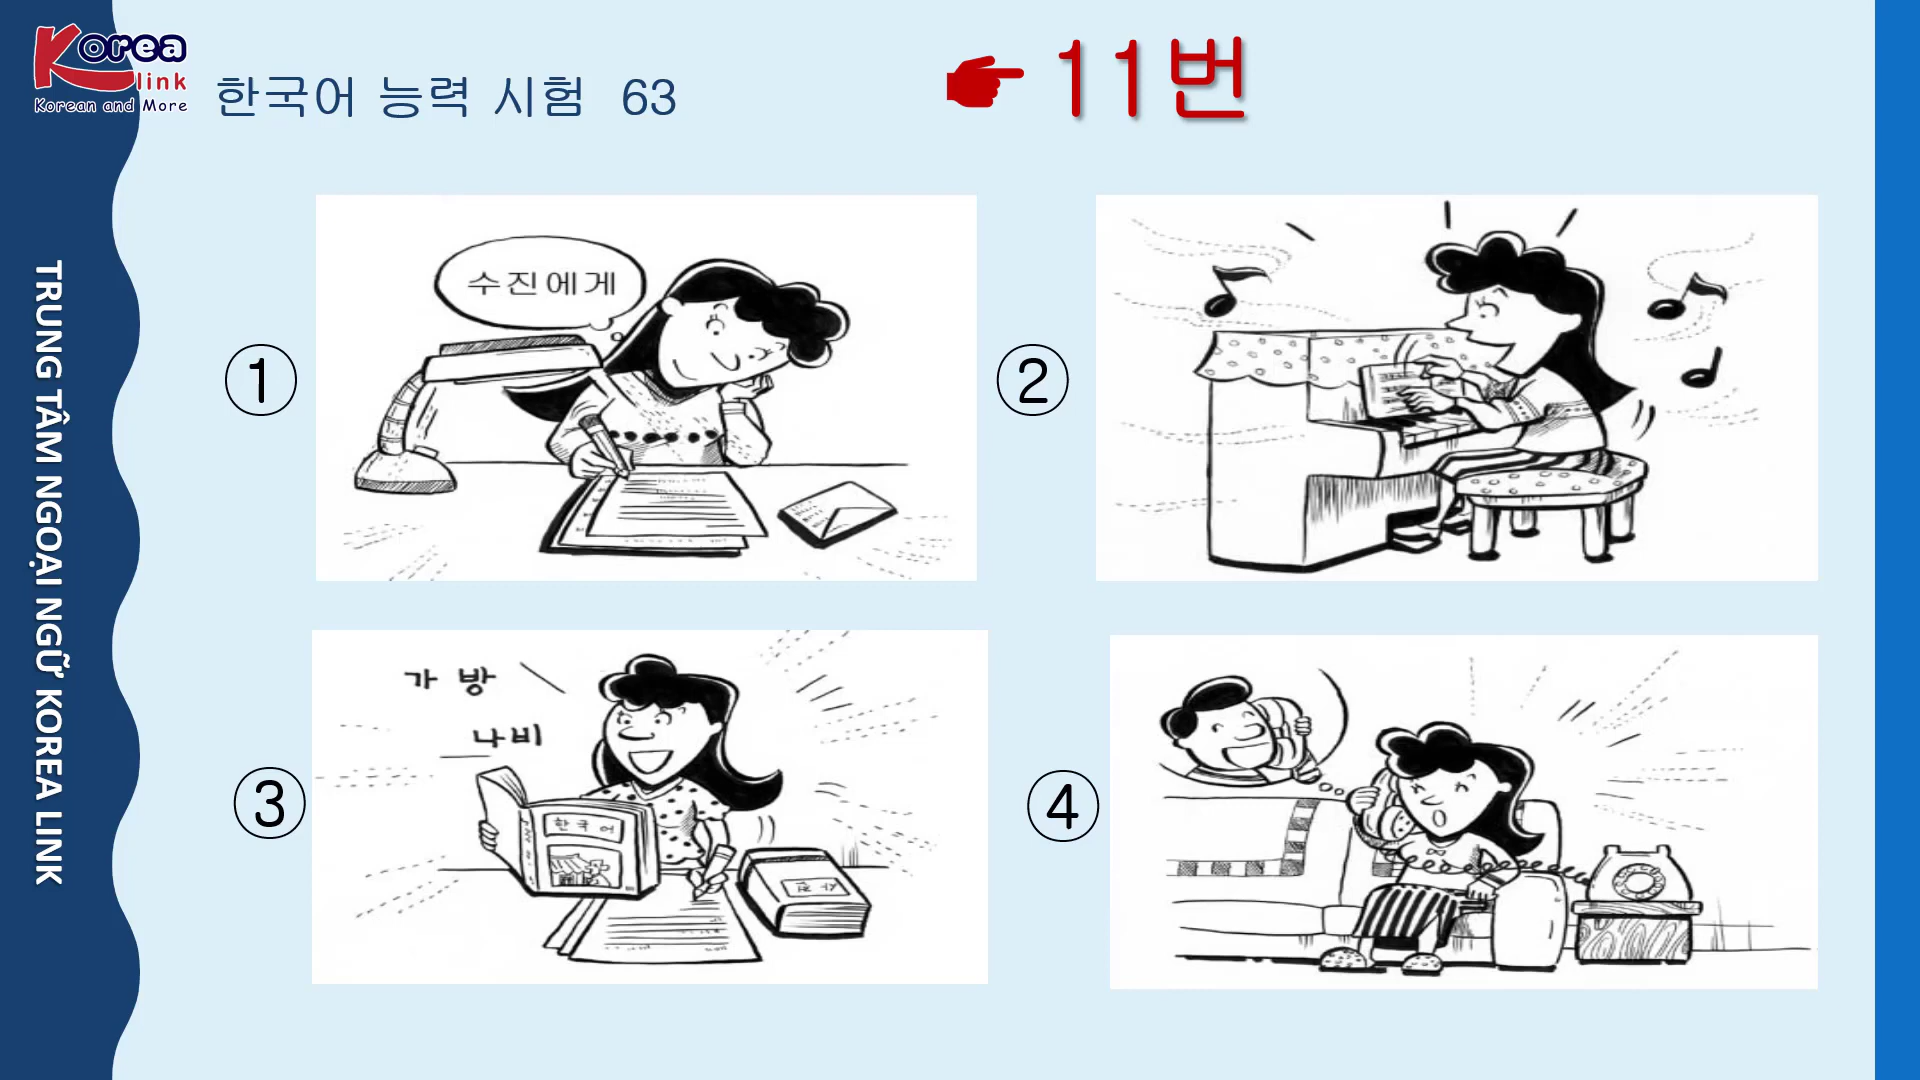 Korea
link
Korean and More
한국어 능력 시험 63
11번
TRUNG TÂM NGOẠI NGỮ KOREA LINK
①
수진에게
②
③
가방
나비
한국어
④